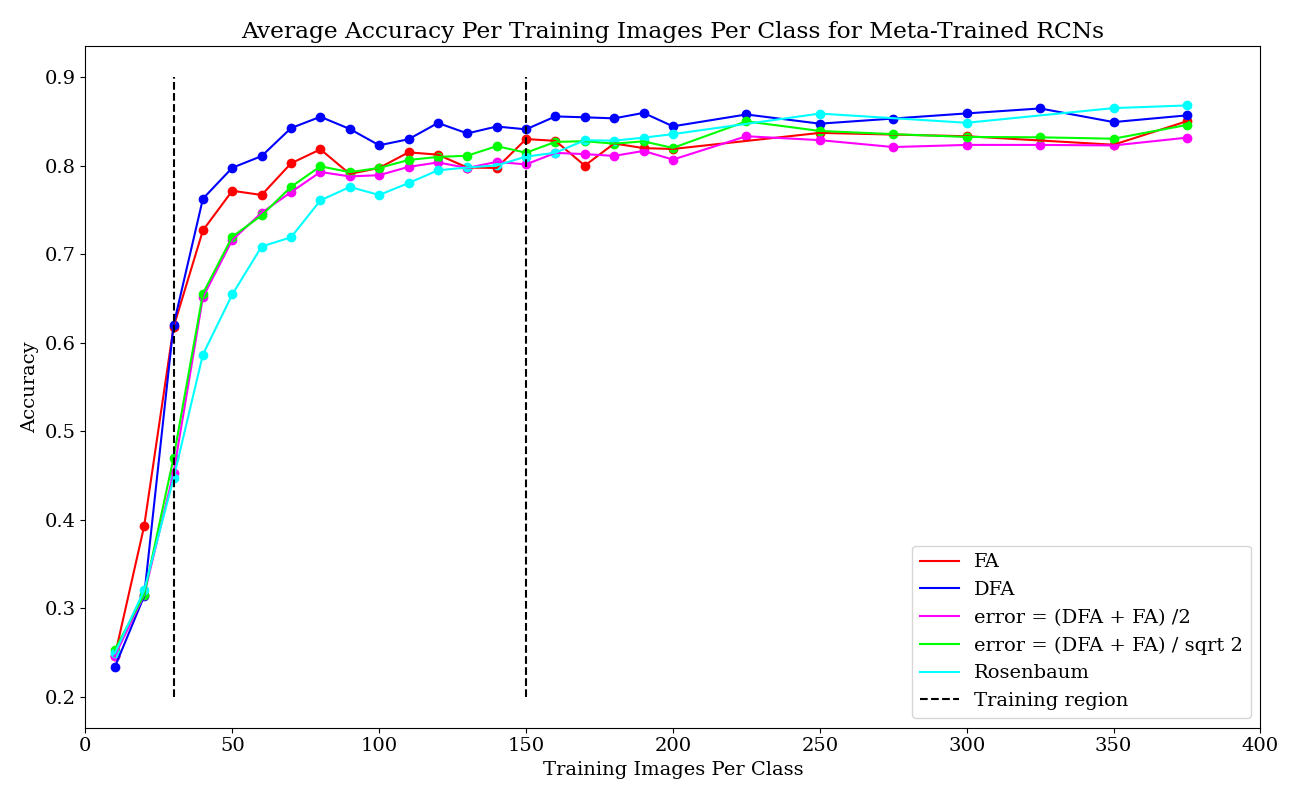 Average Accuracy Per Training Images Per Class for Meta-Trained RCNs
0.9
0.8
0.7
0.6
0.5
0.4
0.3
0.2
Accuracy
0 50 100 150 200 250 300 350 400
Training Images Per Class
FA
DFA
error = (DFA + FA) /2
error = (DFA + FA) / sqrt 2
Rosenbaum
Training region